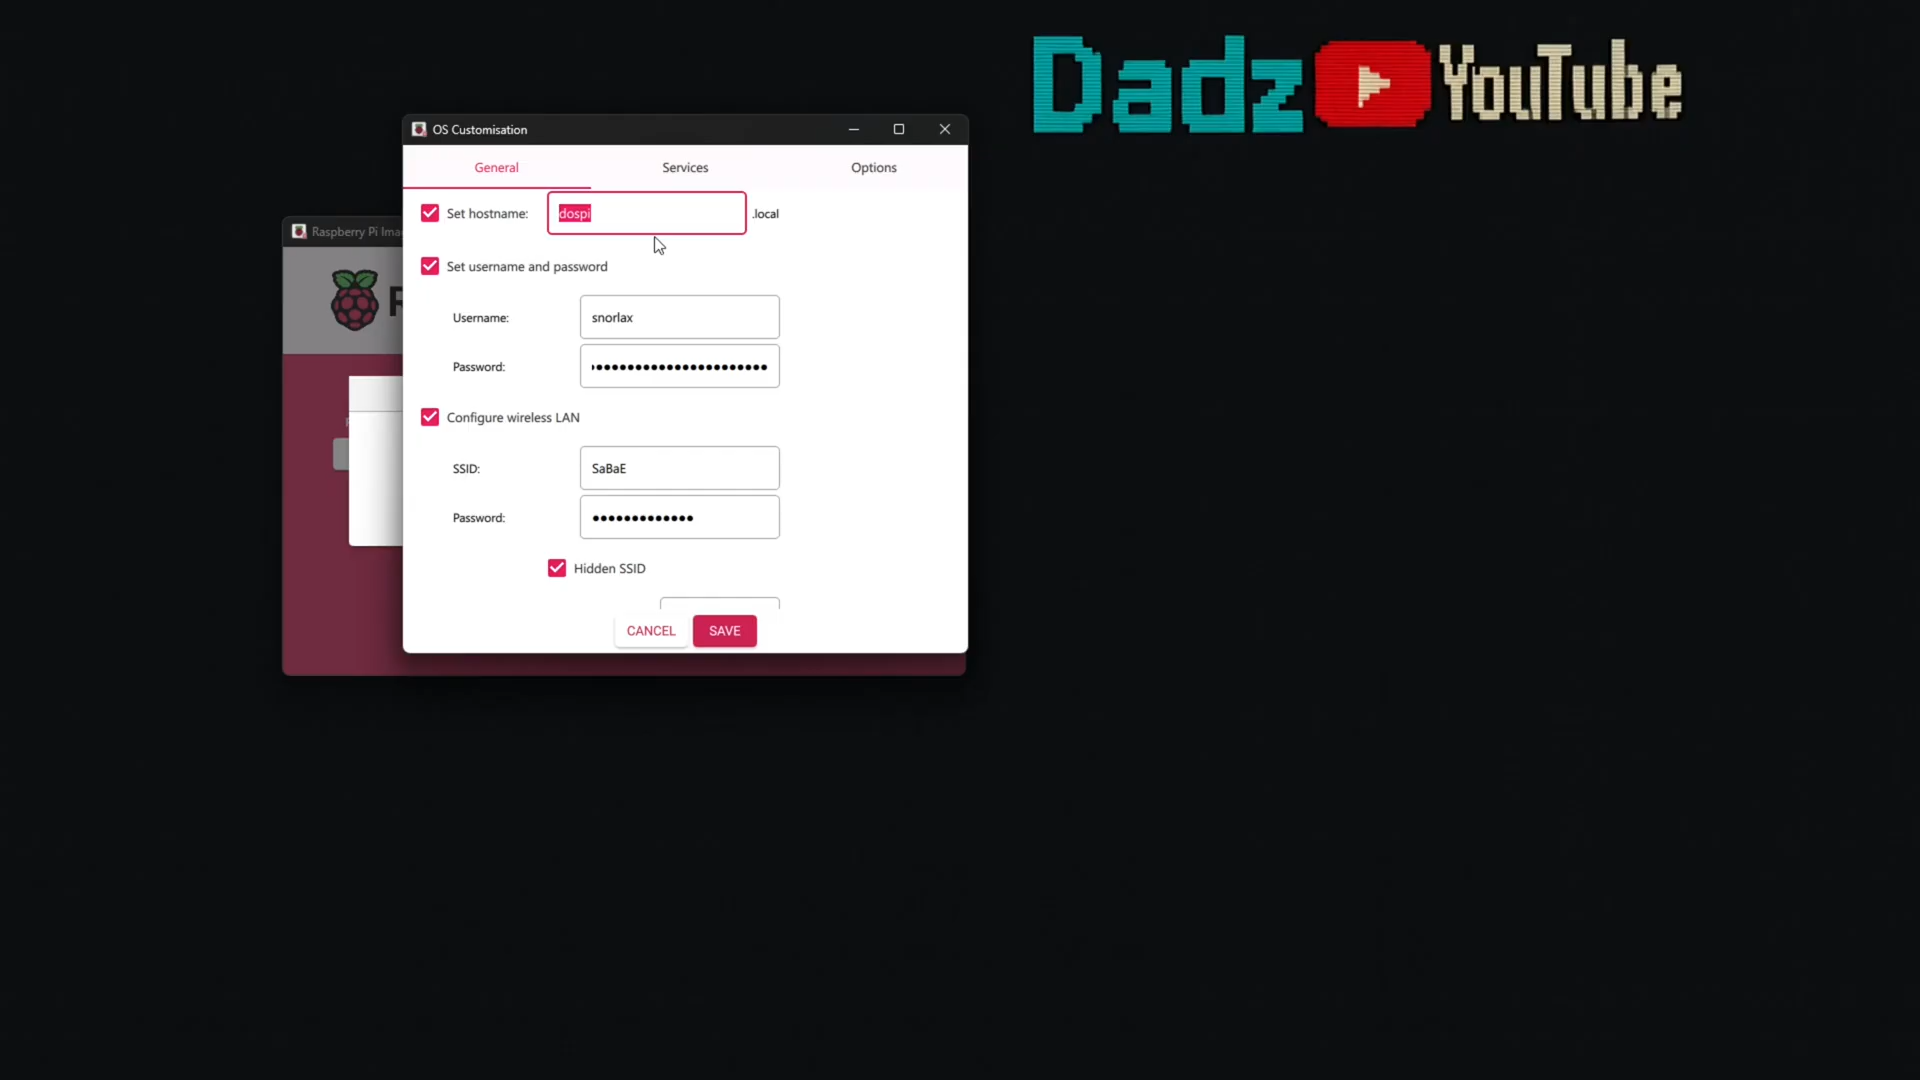 Dadz YouTube
OS Customisation
General Services Options
Set hostname: dospi .local
Raspberry Pi Ima
Set username and password
Username: snorlax
Password: ••••••••••••••••••••••
Configure wireless LAN
SSID: SaBaE
Password: •••••••••••••
Hidden SSID
CANCEL SAVE